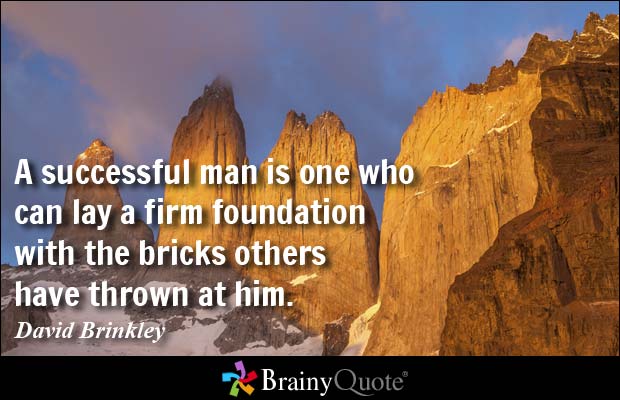 A successful man is one who
can lay a firm foundation
with the bricks others
have thrown at him.
David Brinkley
BrainyQuote®